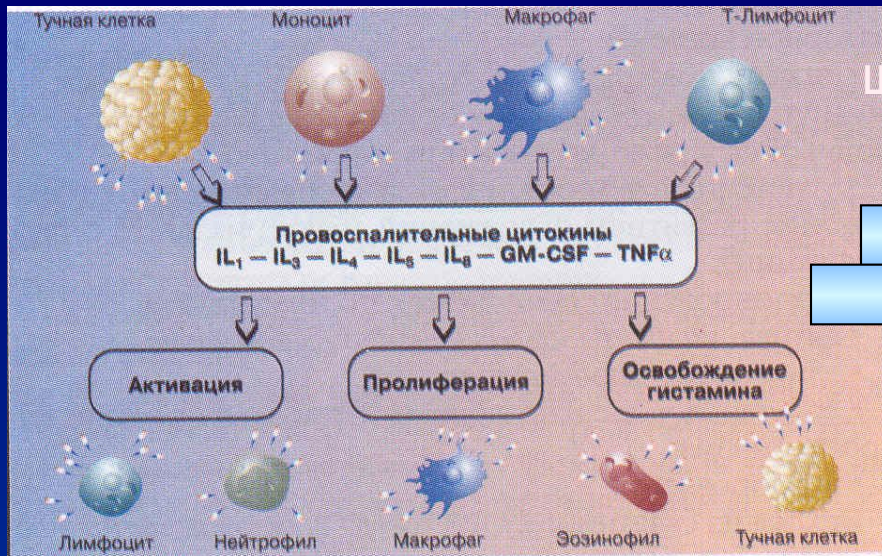 Тучная клетка Моноцит Макрофаг Т-Лимфоцит
Провоспалительные цитокины
IL₁ — IL₃ — IL₄ — IL₅ — IL₈ — GM-CSF — TNFα
Активация
Пролиферация
Освобождение
гистамина
Лимфоцит Нейтрофил Макрофаг Эозинофил Тучная клетка